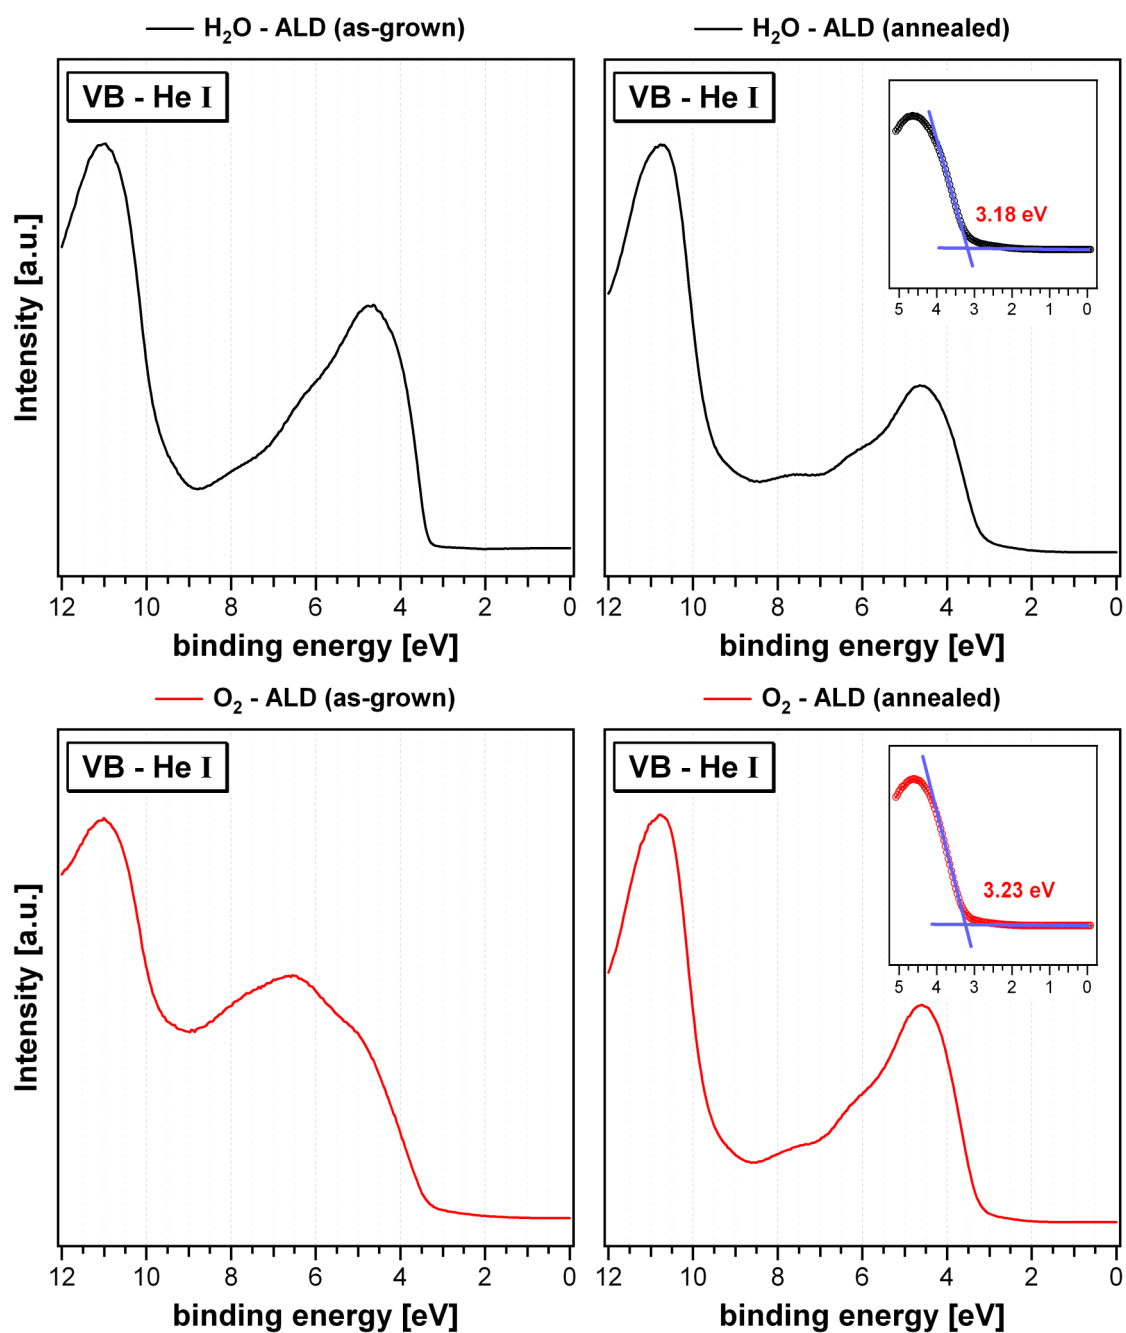 H₂O - ALD (as-grown)
VB - He I
Intensity [a.u.]
12 10 8 6 4 2 0
binding energy [eV]
H₂O - ALD (annealed)
VB - He I
3.18 eV
5 4 3 2 1 0
12 10 8 6 4 2 0
binding energy [eV]
O₂ - ALD (as-grown)
VB - He I
Intensity [a.u.]
12 10 8 6 4 2 0
binding energy [eV]
O₂ - ALD (annealed)
VB - He I
3.23 eV
5 4 3 2 1 0
12 10 8 6 4 2 0
binding energy [eV]